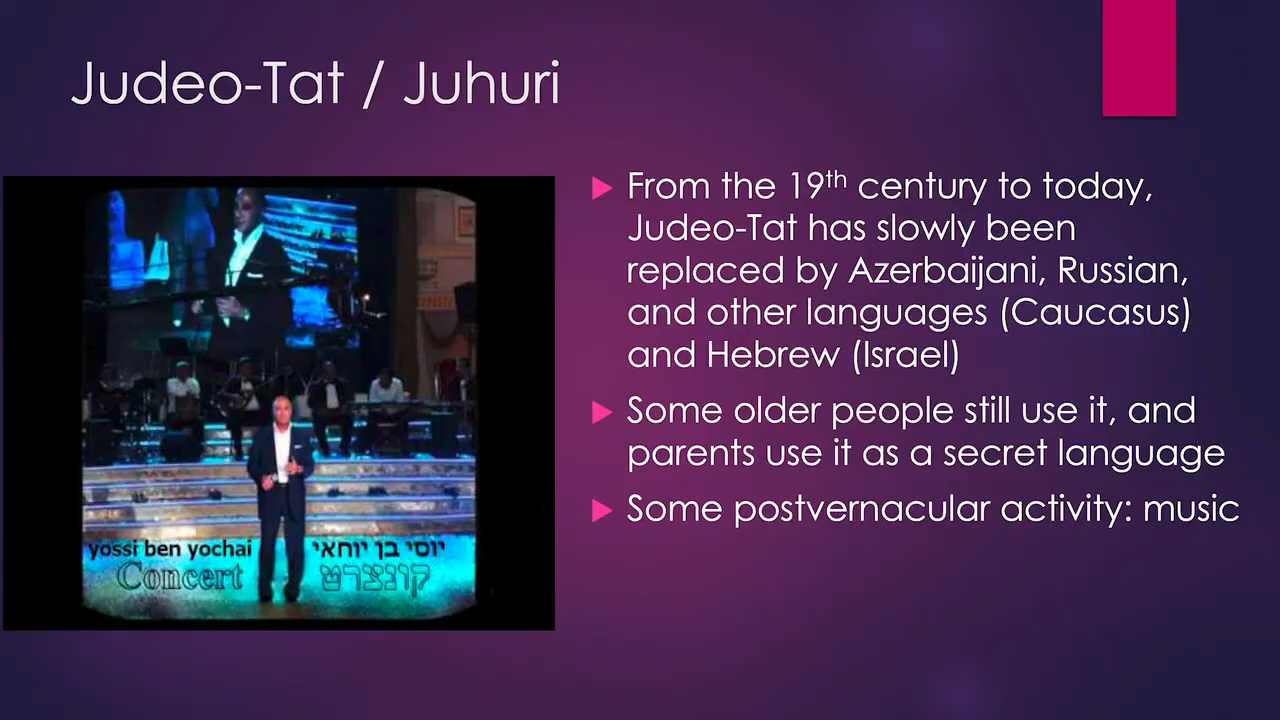 Judeo-Tat / Juhuri
From the 19th century to today,
Judeo-Tat has slowly been
replaced by Azerbaijani, Russian,
and other languages (Caucasus)
and Hebrew (Israel)
Some older people still use it, and
parents use it as a secret language
Some postvernacular activity: music
yossi ben yochai
Concert
יוסי בן יוחאי
קונצרט